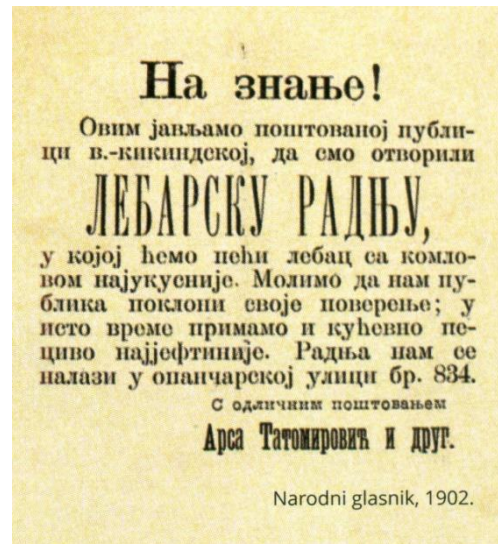 На знање!
Овим јављамо поштованој публи-
ци в.-кикиндској, да смо отворили
ЛЕБАРСКУ РАДЊУ,
у којој ћемо пећи лебац са комло-
вом најукусније. Молимо да нам пу-
блика поклони своје поверење; у
исто време примамо и кућевно пе-
циво најјефтиније. Радња нам се
налази у опанчарској улици бр. 834.
С одличним поштовањем
Арса Татомировић и друг.
Narodni glasnik, 1902.